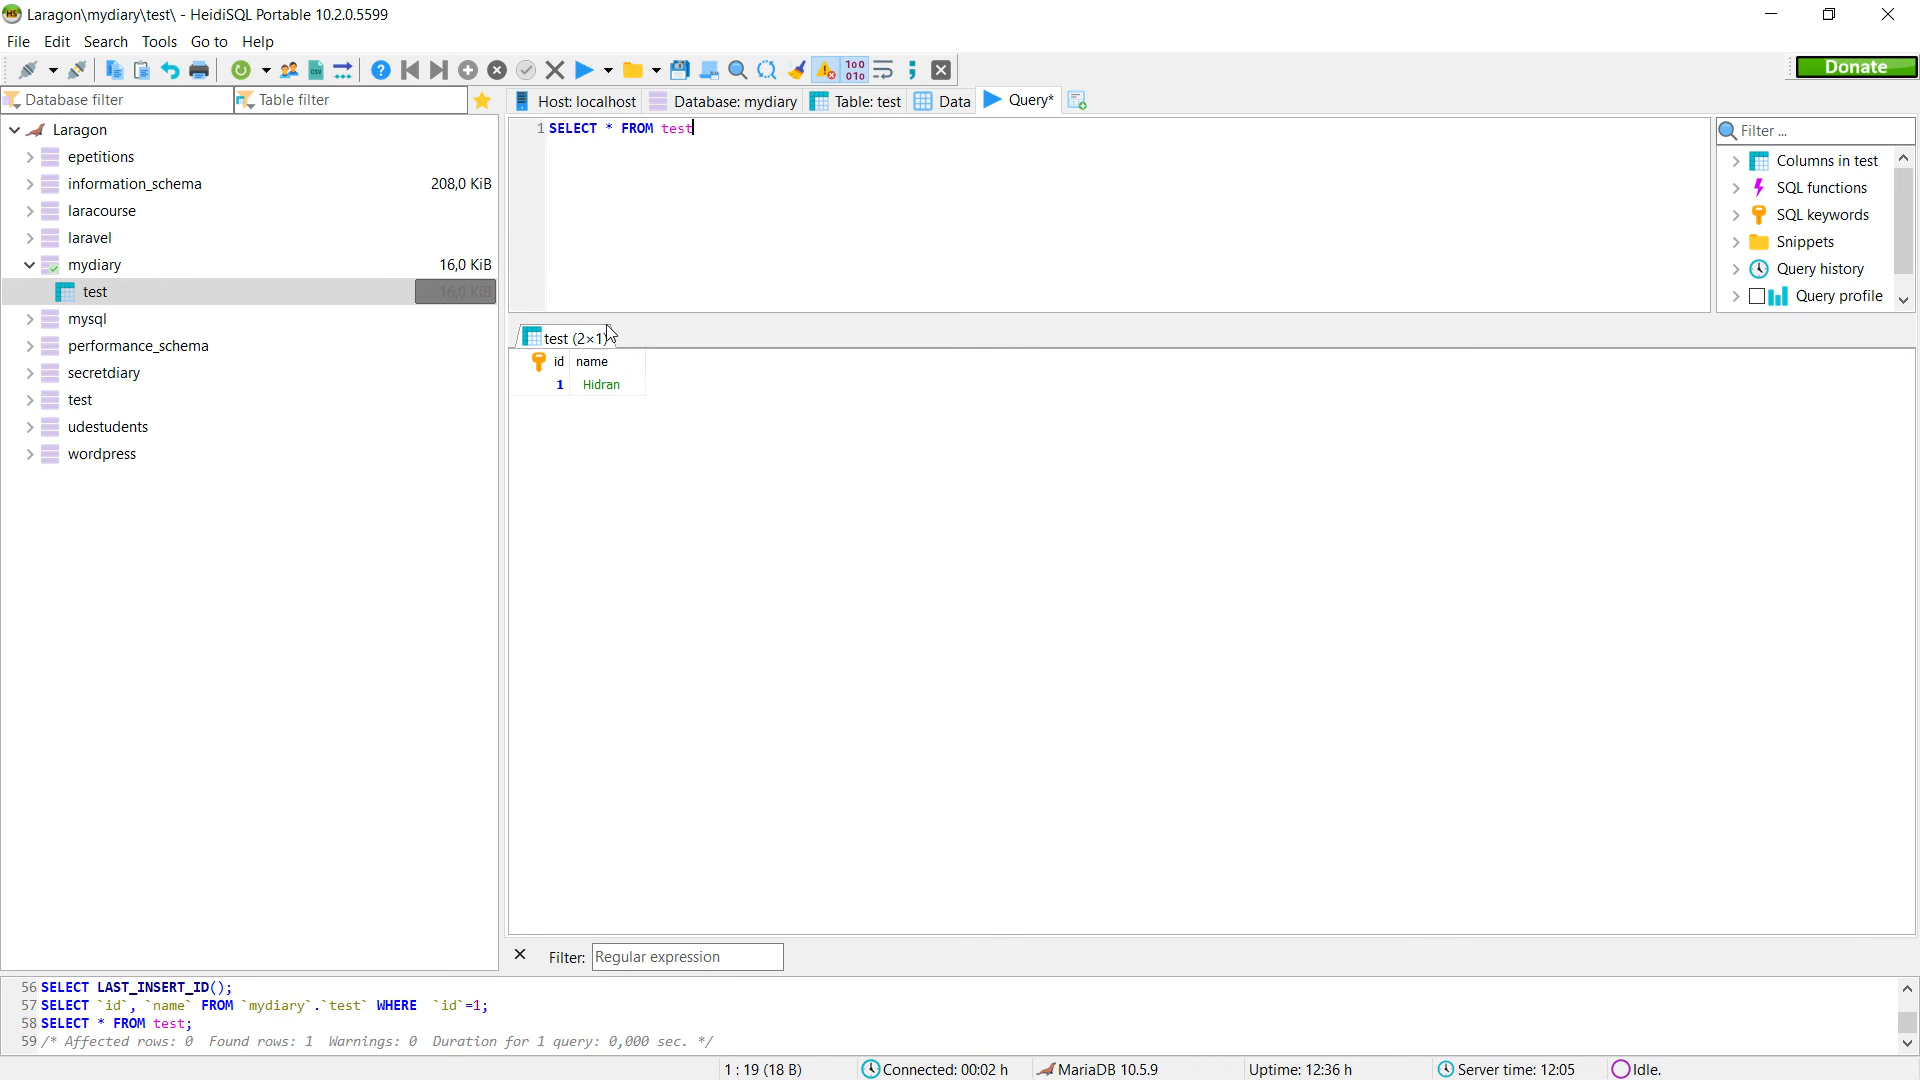 Laragon\mydiary\test\ - HeidiSQL Portable 10.2.0.5599
File Edit Search Tools Go to Help
Donate
Database filter
Table filter
Host: localhost
Database: mydiary
Table: test
Data
Query*
Laragon
epetitions
information_schema 208,0 KiB
laracourse
laravel
mydiary 16,0 KiB
test 16,0 KiB
mysql
performance_schema
secretdiary
test
udestudents
wordpress
1 SELECT * FROM test
Filter ...
Columns in test
SQL functions
SQL keywords
Snippets
Query history
Query profile
test (2×1)
id name
1 Hidran
Filter: Regular expression
56 SELECT LAST_INSERT_ID();
57 SELECT `id`, `name` FROM `mydiary`.`test` WHERE  `id`=1;
58 SELECT * FROM test;
59 /* Affected rows: 0  Found rows: 1  Warnings: 0  Duration for 1 query: 0,000 sec. */
1 : 19 (18 B) Connected: 00:02 h MariaDB 10.5.9 Uptime: 12:36 h Server time: 12:05 Idle.